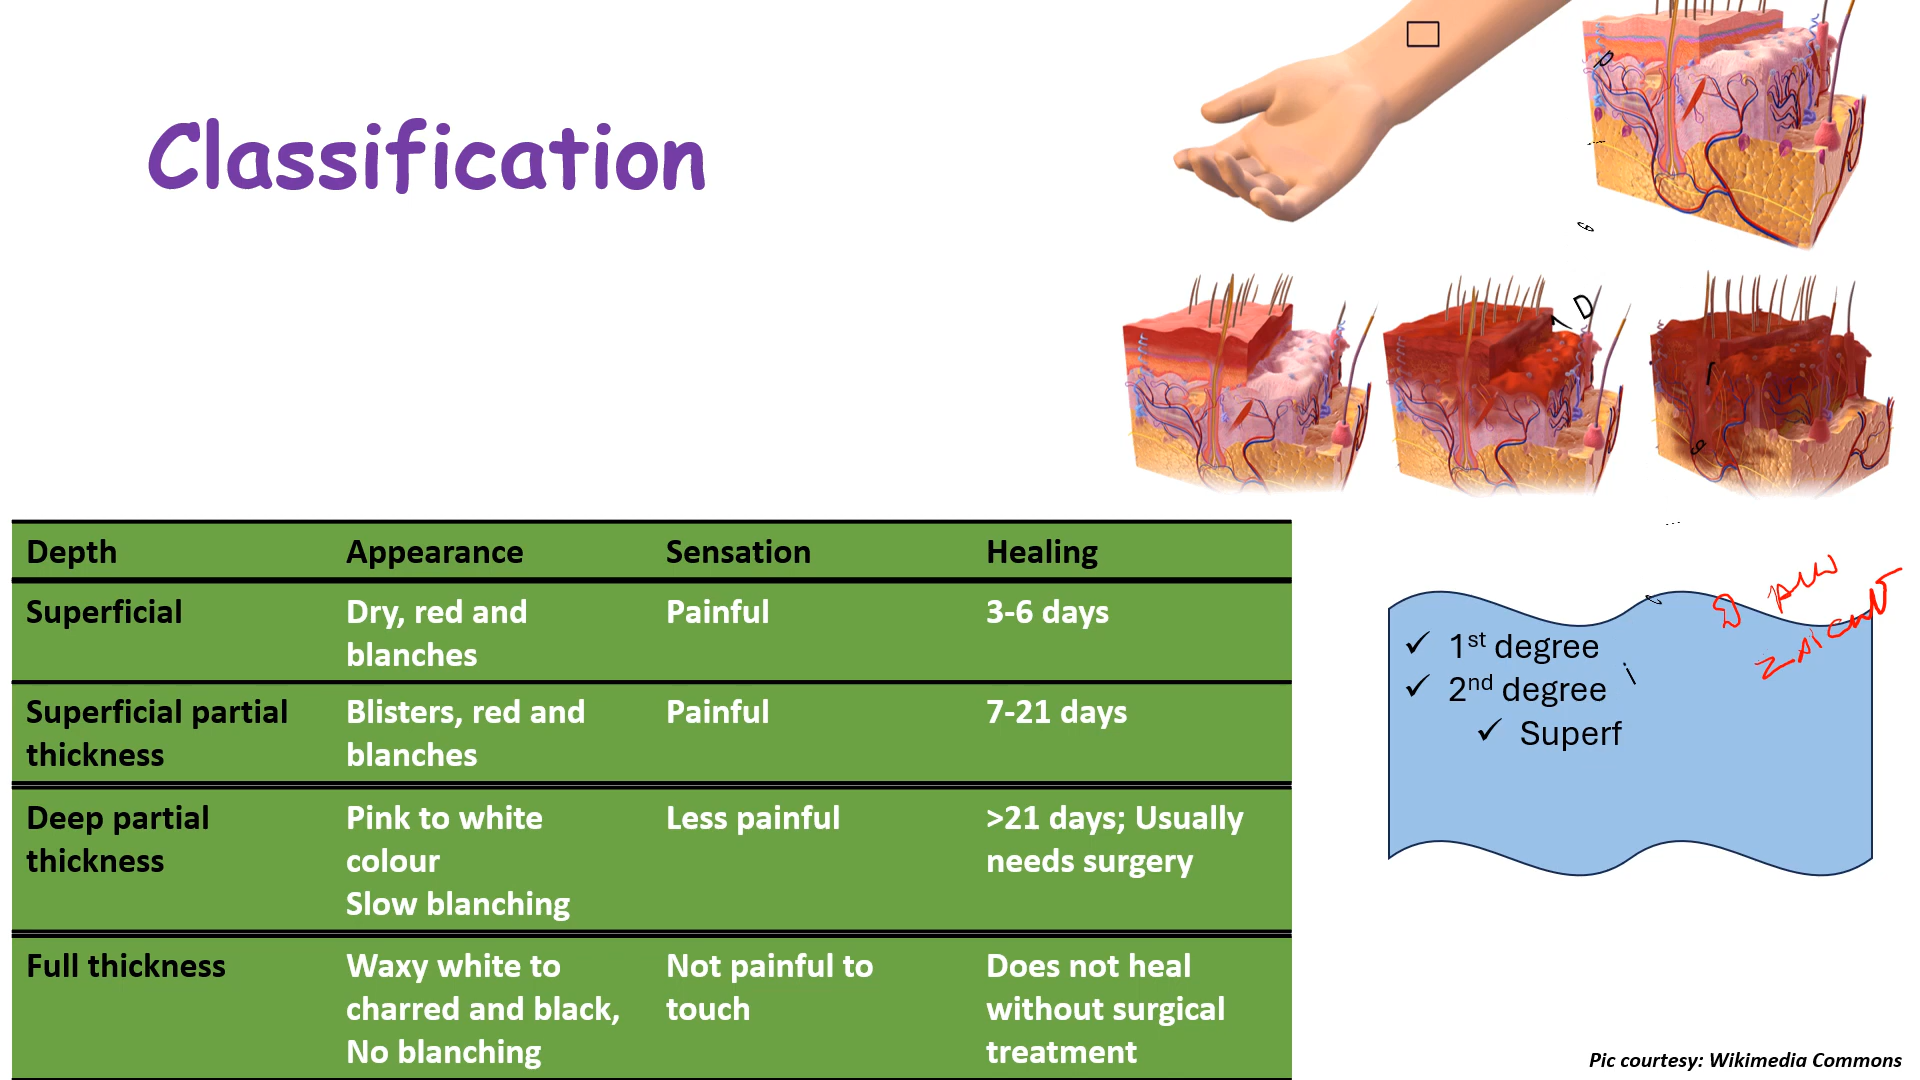 Classification
Depth Appearance Sensation Healing
Superficial Dry, red and blanches Painful 3-6 days
Superficial partial thickness Blisters, red and blanches Painful 7-21 days
Deep partial thickness Pink to white colour Slow blanching Less painful >21 days; Usually needs surgery
Full thickness Waxy white to charred and black, No blanching Not painful to touch Does not heal without surgical treatment
✓ 1st degree
✓ 2nd degree
✓ Superf
Pic courtesy: Wikimedia Commons